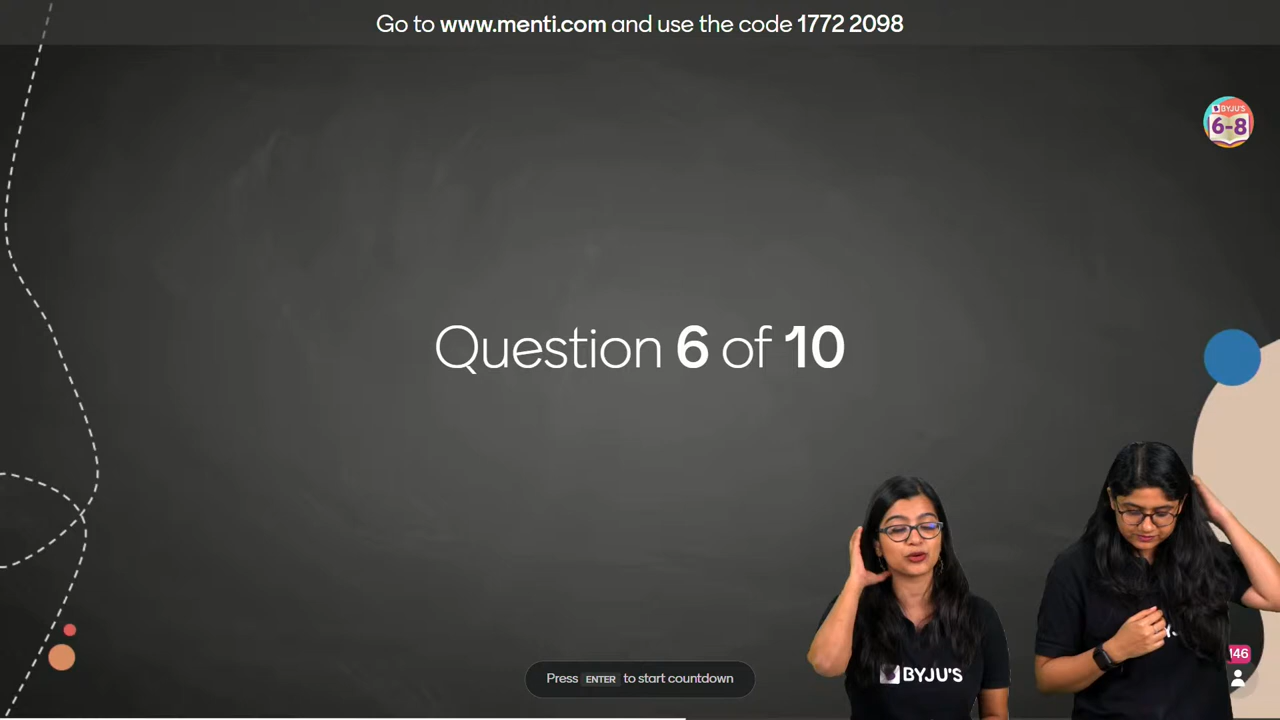 Go to www.menti.com and use the code 1772 2098
BYJU'S
6-8
Question 6 of 10
BYJU'S
146
Press ENTER to start countdown